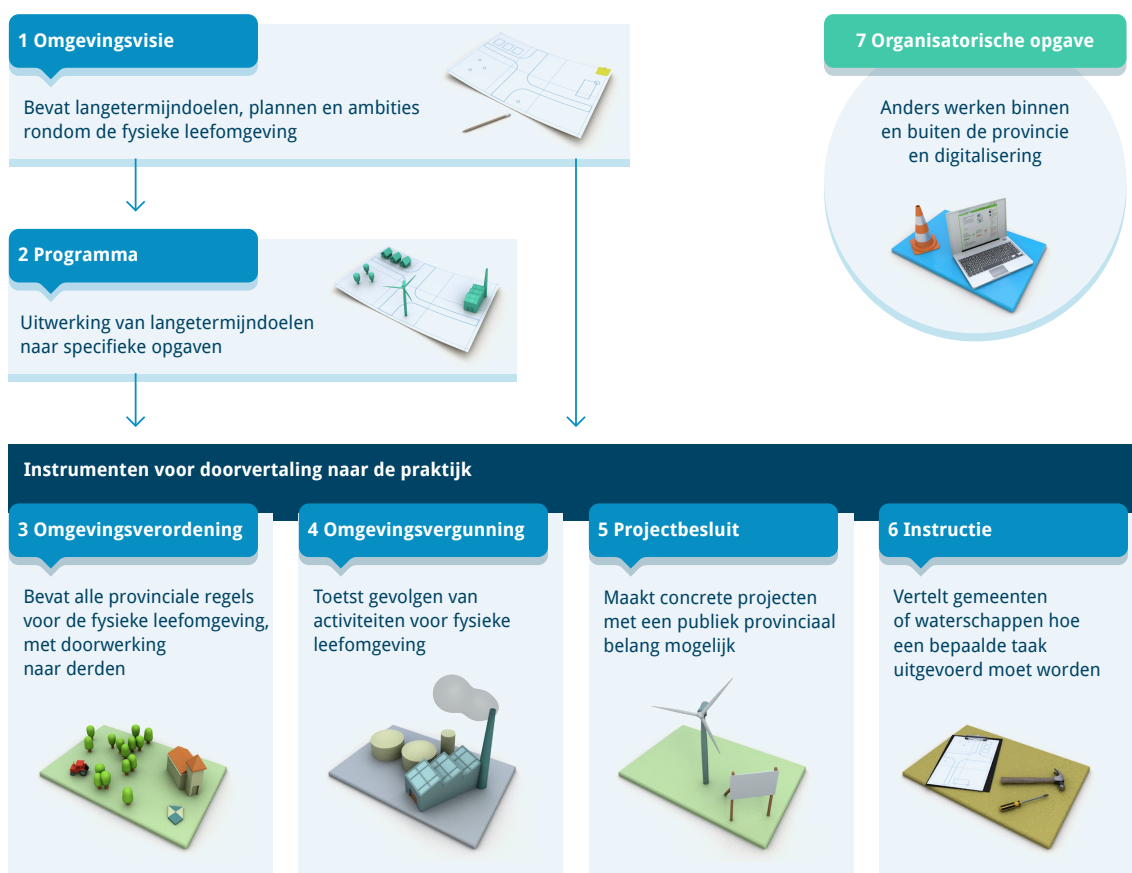 1 Omgevingsvisie
Bevat langetermijndoelen, plannen en ambities
rondom de fysieke leefomgeving
7 Organisatorische opgave
Anders werken binnen
en buiten de provincie
en digitalisering
2 Programma
Uitwerking van langetermijndoelen
naar specifieke opgaven
Instrumenten voor doorvertaling naar de praktijk
3 Omgevingsverordening
Bevat alle provinciale regels
voor de fysieke leefomgeving,
met doorwerking
naar derden
4 Omgevingsvergunning
Toetst gevolgen van
activiteiten voor fysieke
leefomgeving
5 Projectbesluit
Maakt concrete projecten
met een publiek provinciaal
belang mogelijk
6 Instructie
Vertelt gemeenten
of waterschappen hoe
een bepaalde taak
uitgevoerd moet worden